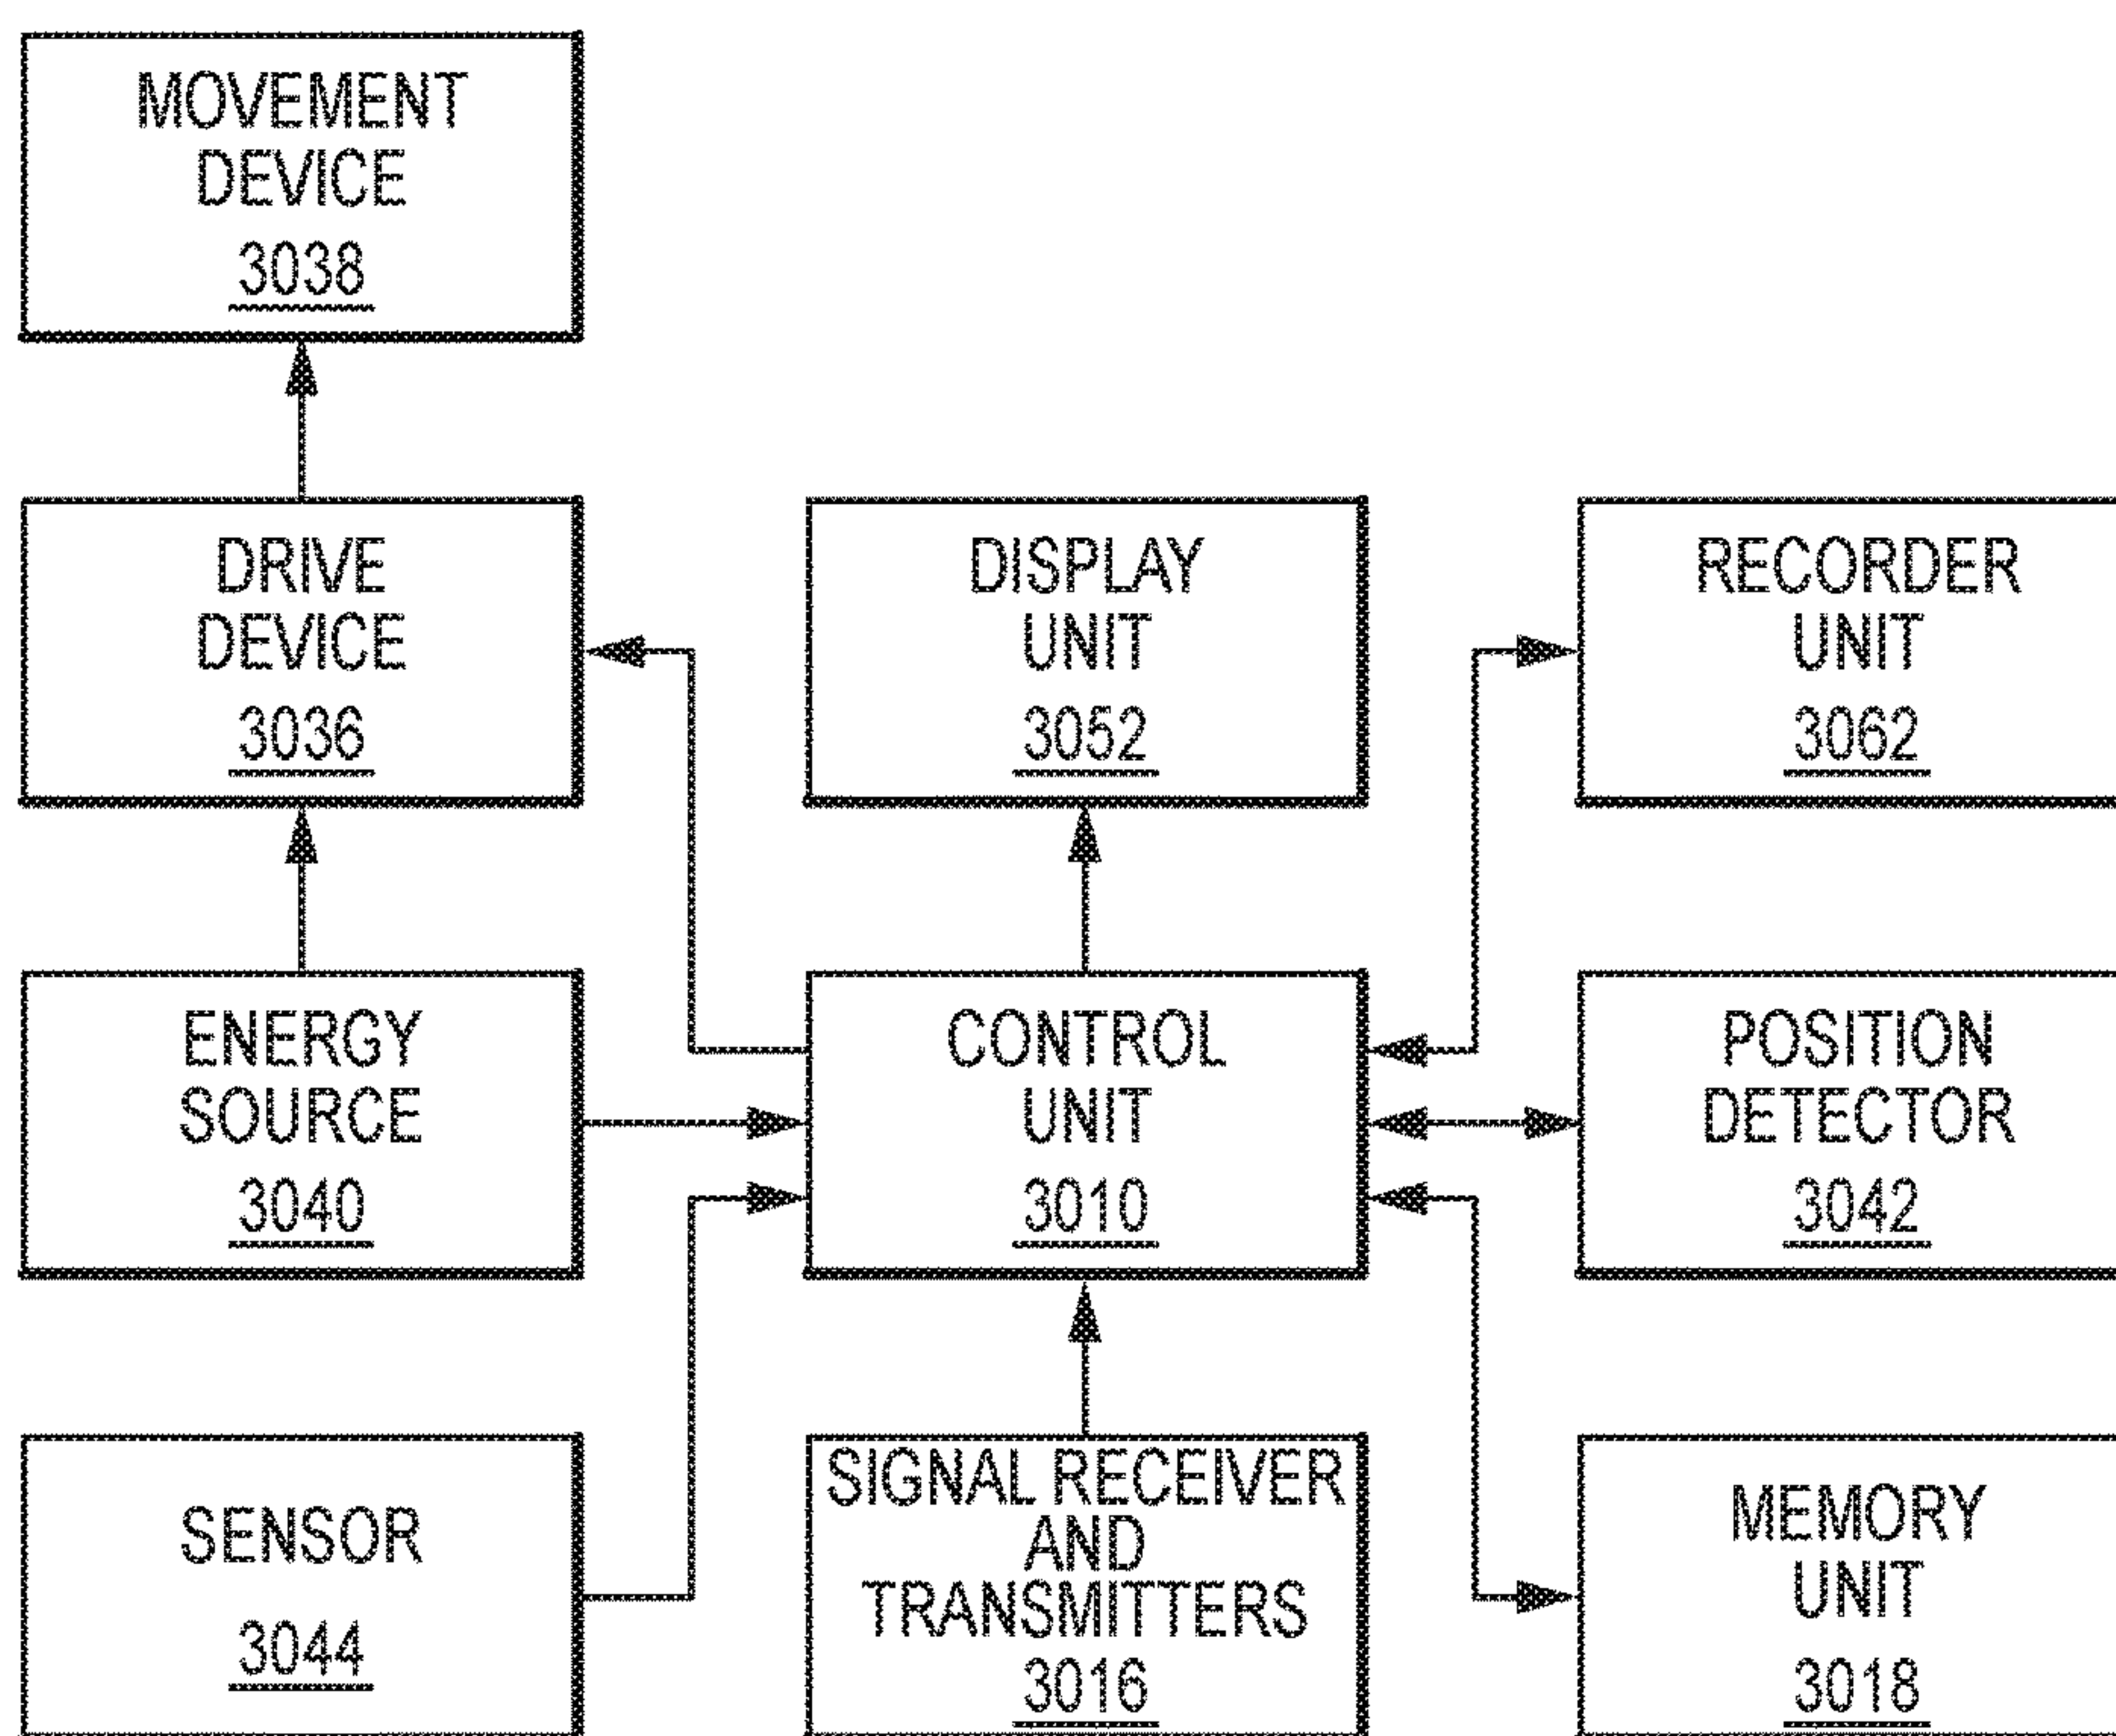 MOVEMENT
DEVICE
3038
DRIVE
DEVICE
3036
DISPLAY
UNIT
3052
RECORDER
UNIT
3062
ENERGY
SOURCE
3040
CONTROL
UNIT
3010
POSITION
DETECTOR
3042
SENSOR
3044
SIGNAL RECEIVER
AND
TRANSMITTERS
3016
MEMORY
UNIT
3018